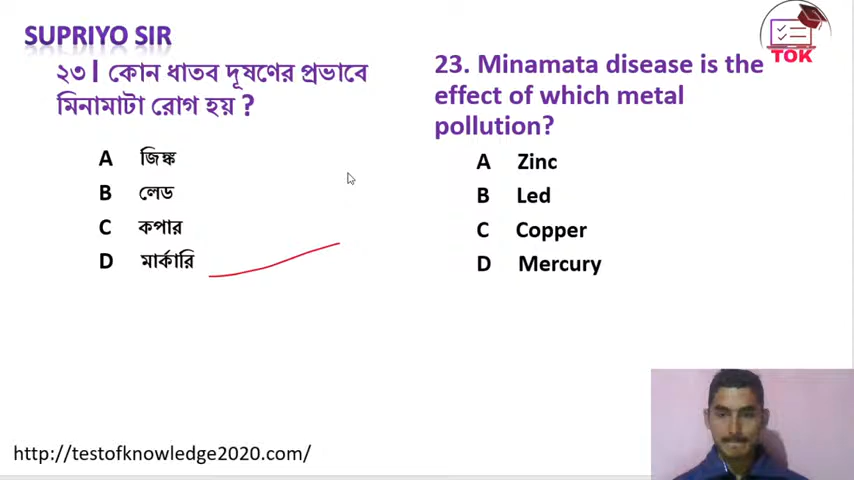 SUPRIYO SIR
২৩। কোন ধাতব দূষণের প্রভাবে
মিনামাটা রোগ হয় ?
A জিঙ্ক
B লেড
C কপার
D মার্কারি
TOK
23. Minamata disease is the
effect of which metal
pollution?
A Zinc
B Led
C Copper
D Mercury
http://testofknowledge2020.com/